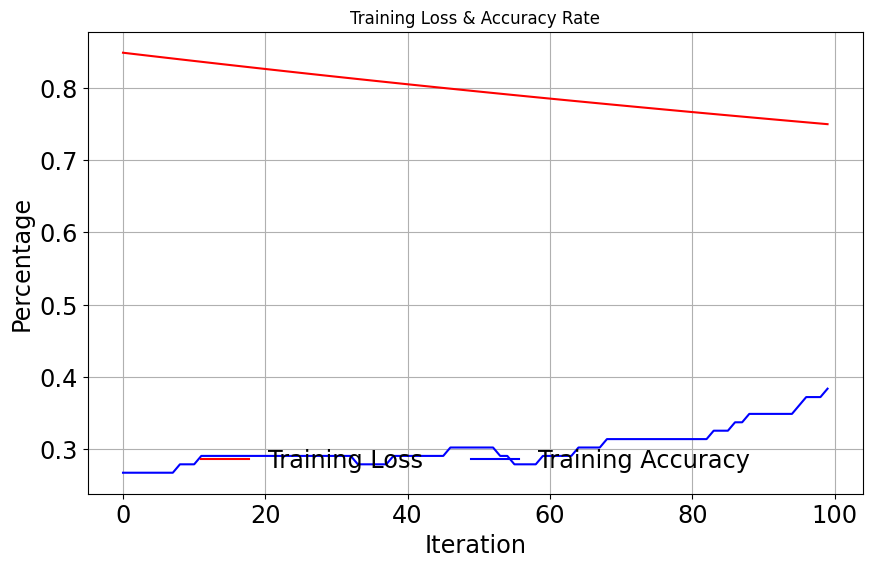 Training Loss & Accuracy Rate
Percentage
0.8
0.7
0.6
0.5
0.4
0.3
Training Loss Training Accuracy
0 20 40 60 80 100
Iteration